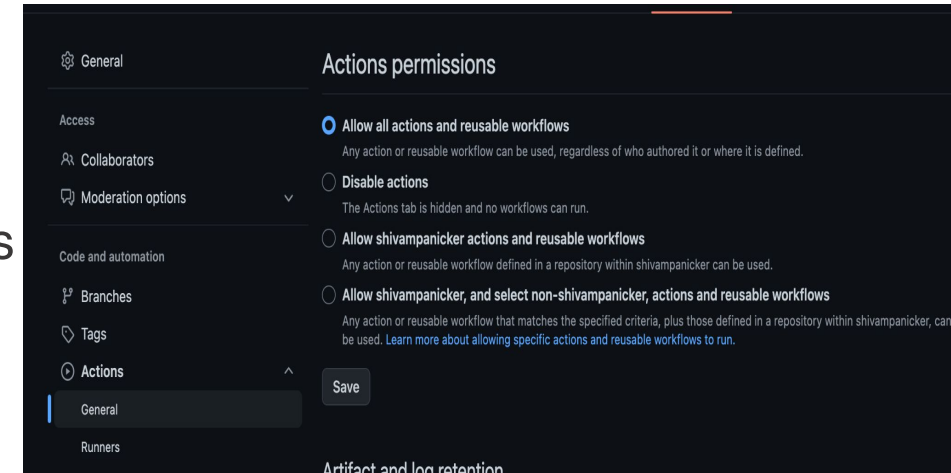 General
Access
Collaborators
Moderation options
Code and automation
Branches
Tags
Actions
General
Runners
Actions permissions
Allow all actions and reusable workflows
Any action or reusable workflow can be used, regardless of who authored it or where it is defined.
Disable actions
The Actions tab is hidden and no workflows can run.
Allow shivampanicker actions and reusable workflows
Any action or reusable workflow defined in a repository within shivampanicker can be used.
Allow shivampanicker, and select non-shivampanicker, actions and reusable workflows
Any action or reusable workflow that matches the specified criteria, plus those defined in a repository within shivampanicker, can
be used. Learn more about allowing specific actions and reusable workflows to run.
Save
Artifact and log retention
s